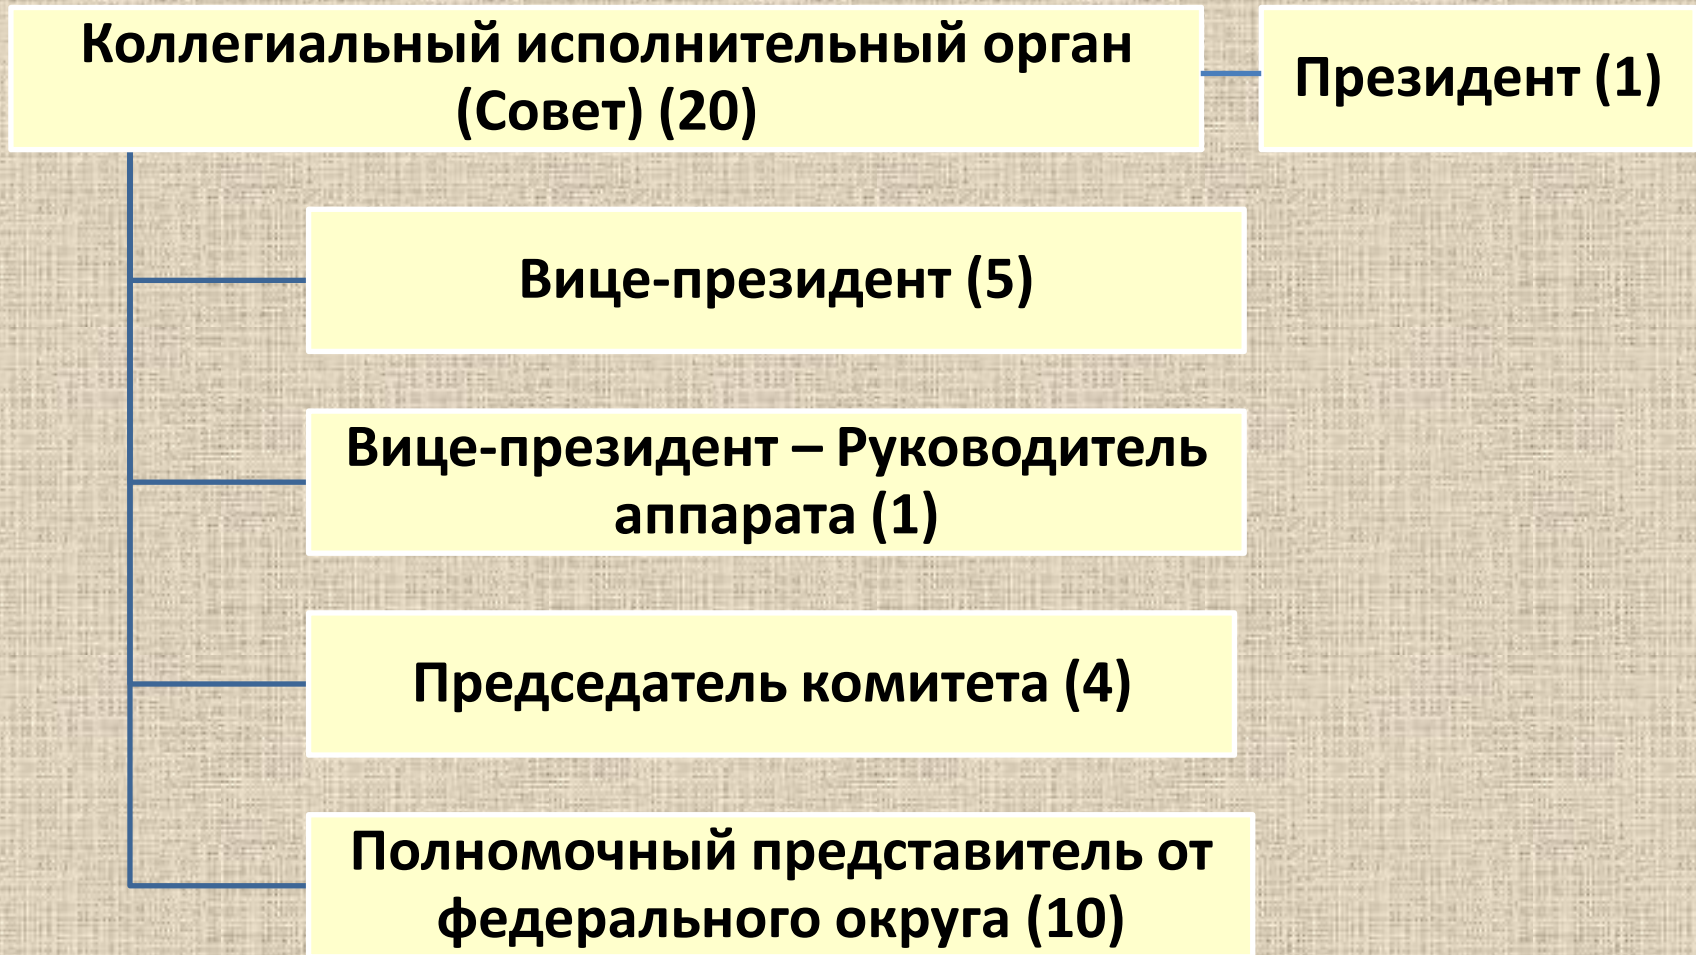 Коллегиальный исполнительный орган
(Совет) (20)
Президент (1)
Вице-президент (5)
Вице-президент – Руководитель
аппарата (1)
Председатель комитета (4)
Полномочный представитель от
федерального округа (10)